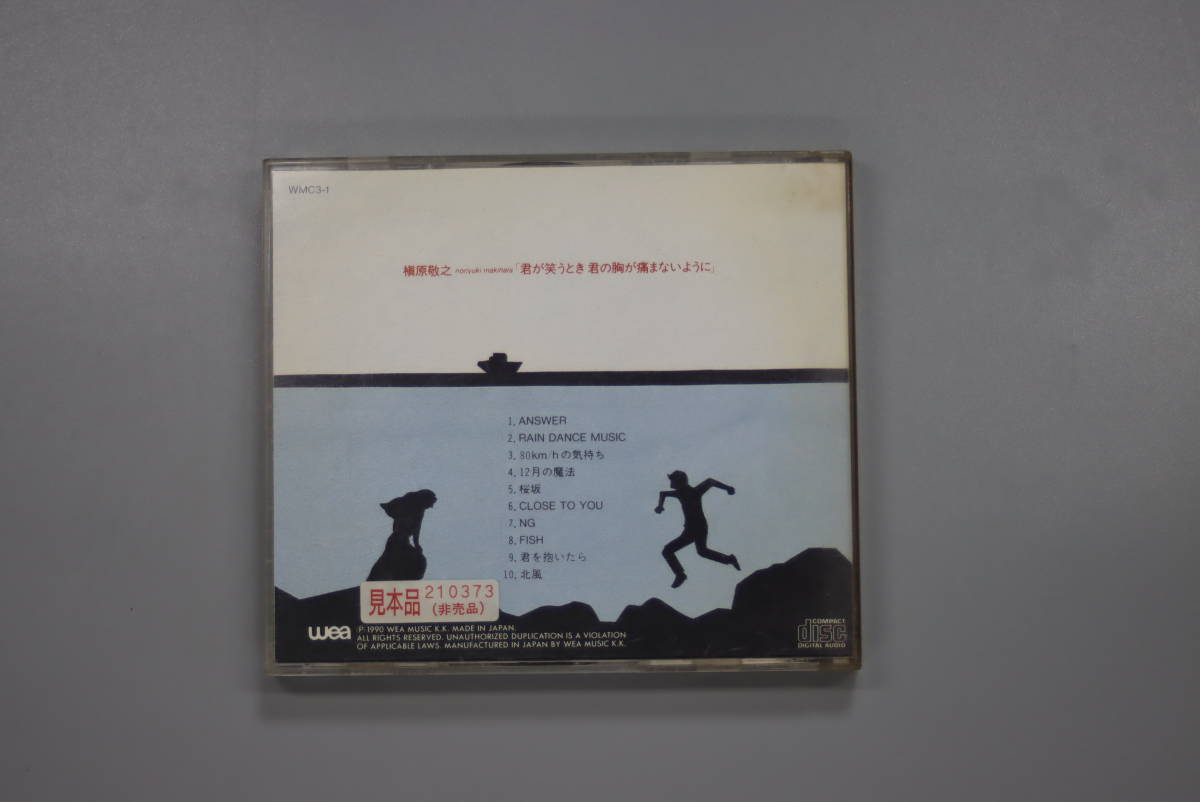 WMC3-1
槇原敬之 noriyuki makihara「君が笑うとき君の胸が痛まないように」
1. ANSWER
2. RAIN DANCE MUSIC
3. 80km/hの気持ち
4. 12月の魔法
5. 桜坂
6. CLOSE TO YOU
7. NG
8. FISH
9. 君を抱いたら
10. 北風
見本品 210373
(非売品)
wea
℗ 1990 WEA MUSIC K.K. MADE IN JAPAN.
ALL RIGHTS RESERVED. UNAUTHORIZED DUPLICATION IS A VIOLATION
OF APPLICABLE LAWS. MANUFACTURED IN JAPAN BY WEA MUSIC K.K.
COMPACT
disc
DIGITAL AUDIO